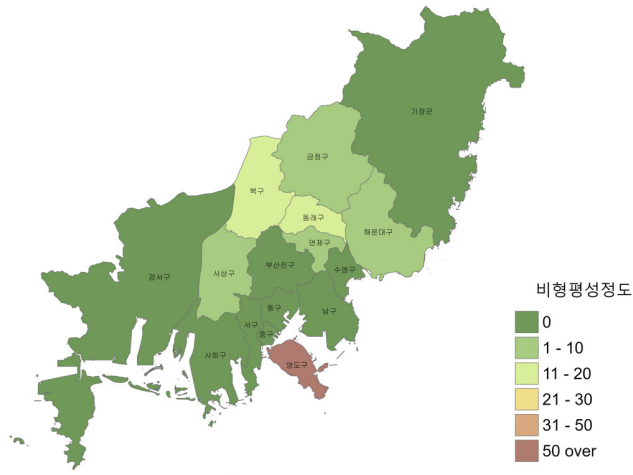 기장군
금정구
북구
동래구
해운대구
연제구
부산진구
수영구
강서구
사상구
동구
남구
서구
중구
사하구
영도구
비형평성정도
0
1 - 10
11 - 20
21 - 30
31 - 50
50 over